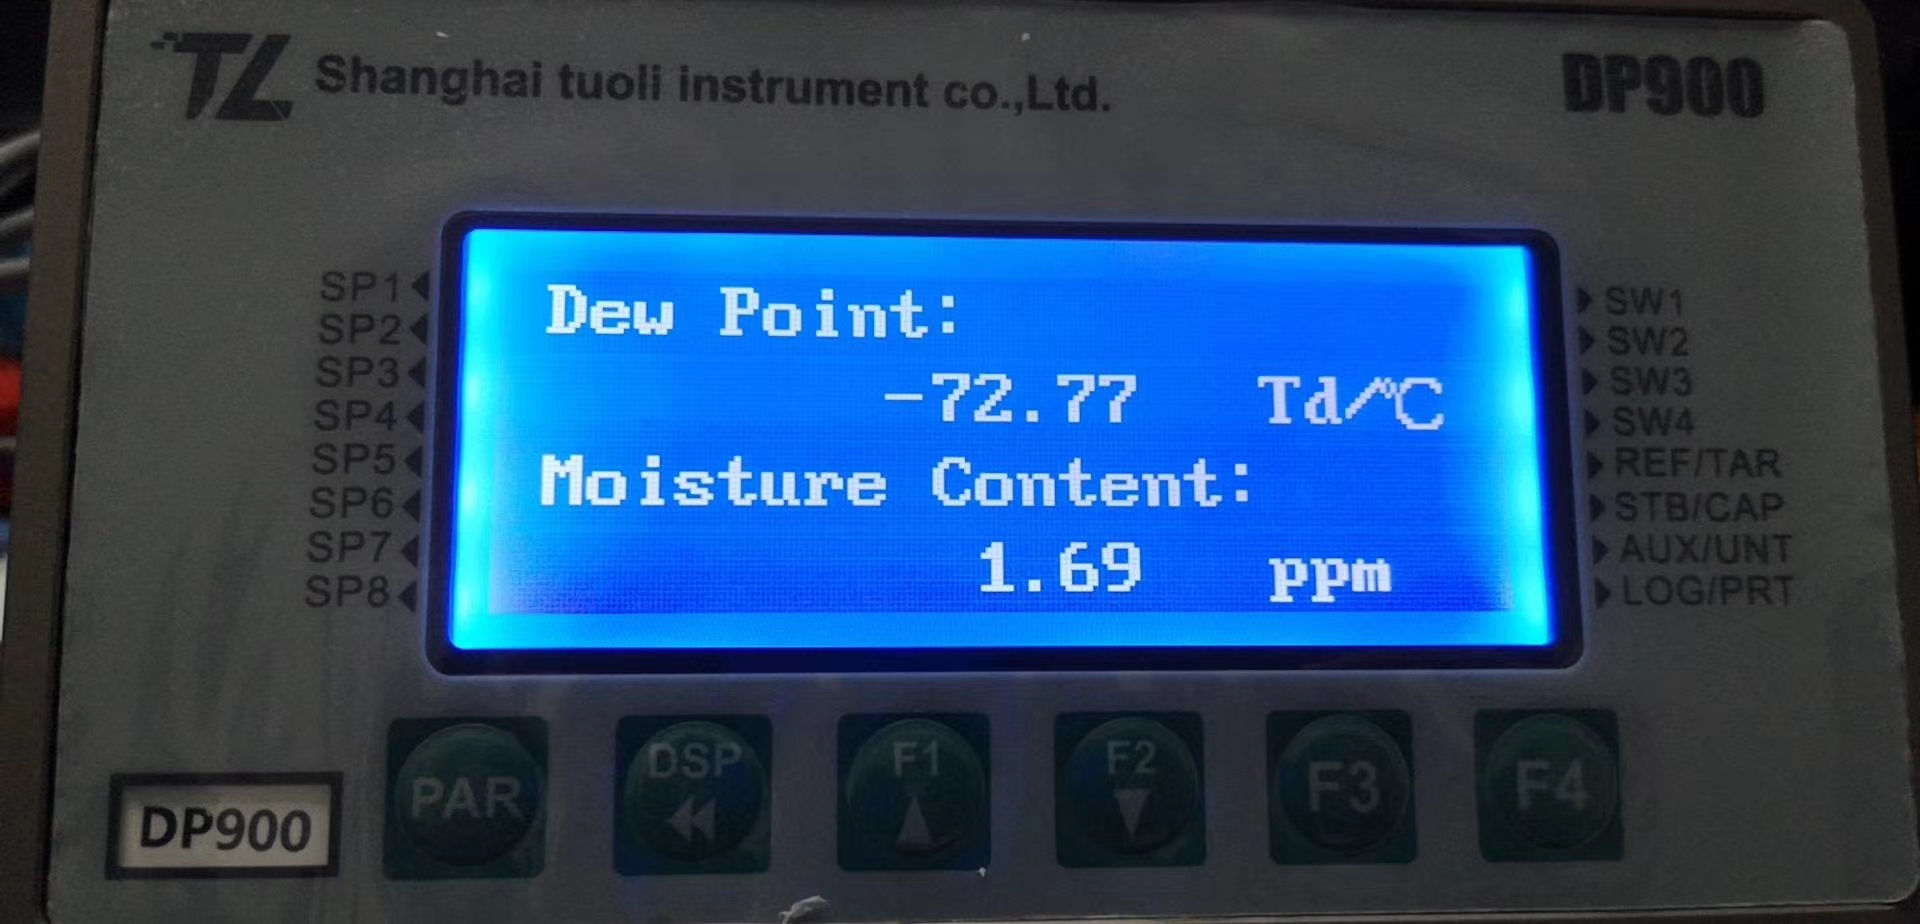 TL Shanghai tuoli instrument co.,Ltd.
DP900
SP1
SP2
SP3
SP4
SP5
SP6
SP7
SP8
Dew Point:
-72.77 Td/℃
Moisture Content:
1.69 ppm
SW1
SW2
SW3
SW4
REF/TAR
STB/CAP
AUX/UNT
LOG/PRT
DP900
PAR
DSP
F1
F2
F3
F4